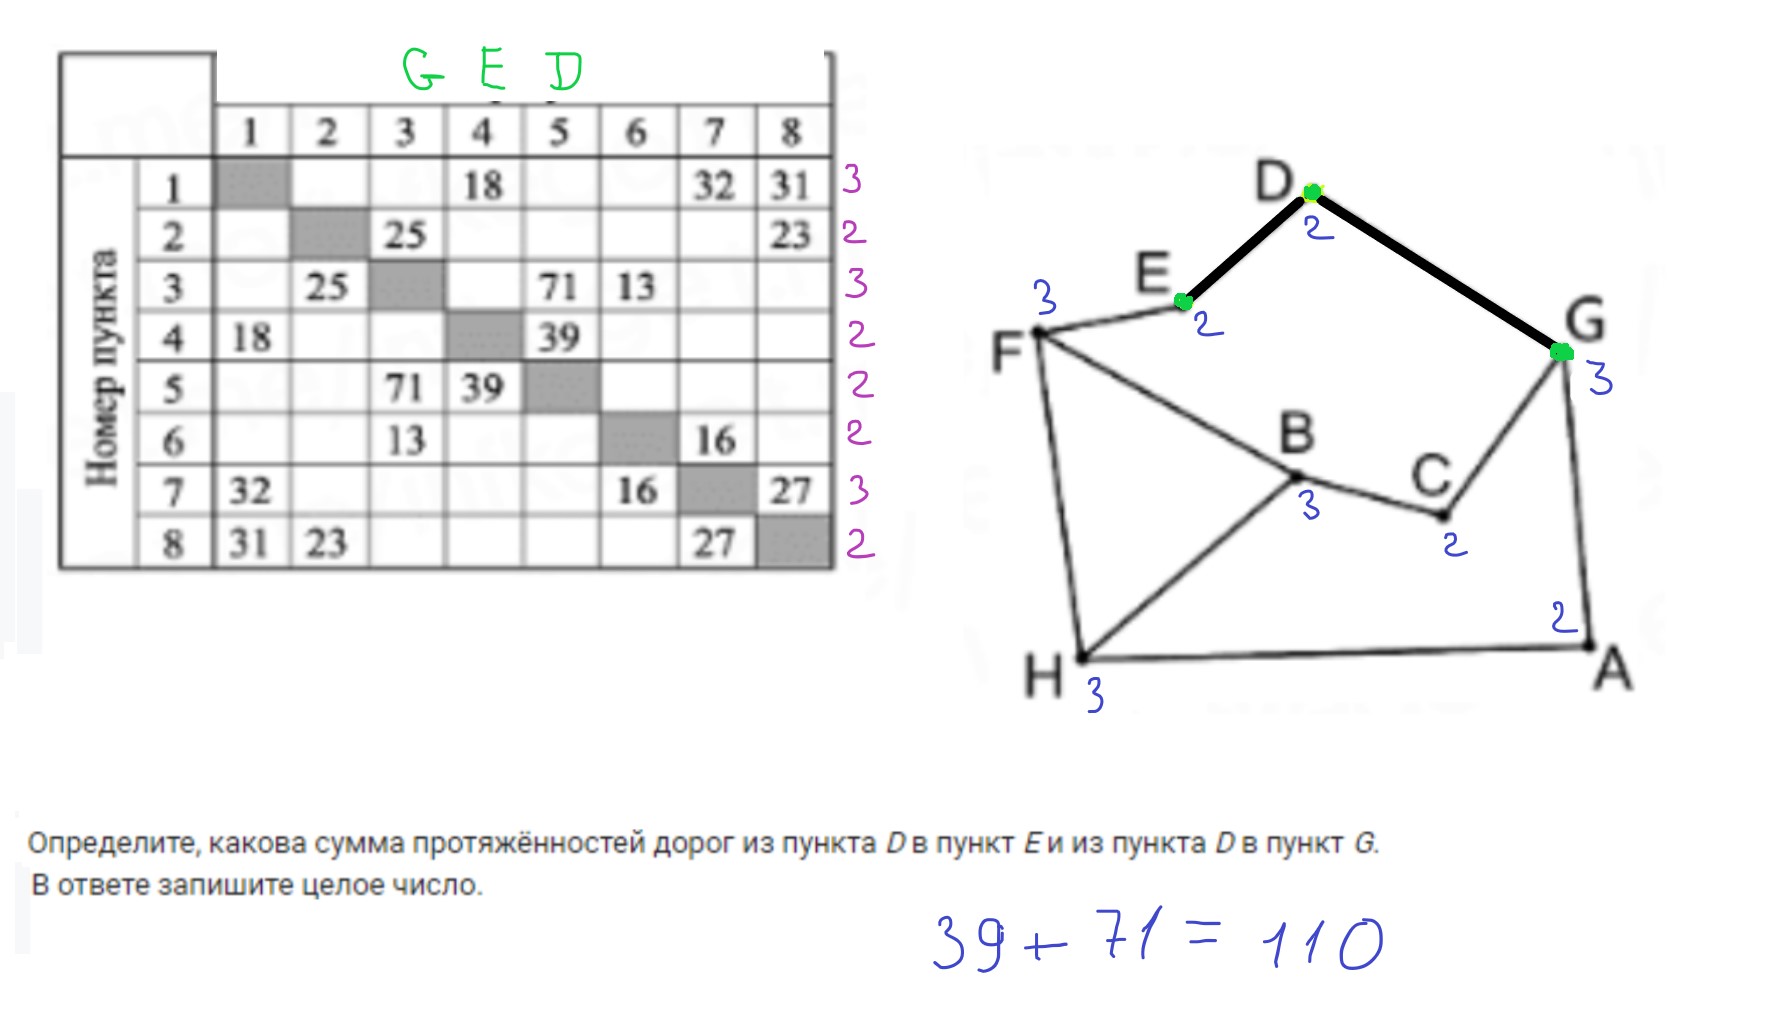 G E D
1 2 3 4 5 6 7 8
Номер пункта
1 18 32 31 3
2 25 23 2
3 25 71 13 3
4 18 39 2
5 71 39 2
6 13 16 2
7 32 16 27 3
8 31 23 27 2
D
2
E
2
3
F
G
3
B
3
C
2
2
A
H
3
Определите, какова сумма протяжённостей дорог из пункта D в пункт E и из пункта D в пункт G.
В ответе запишите целое число.
39 + 71 = 110